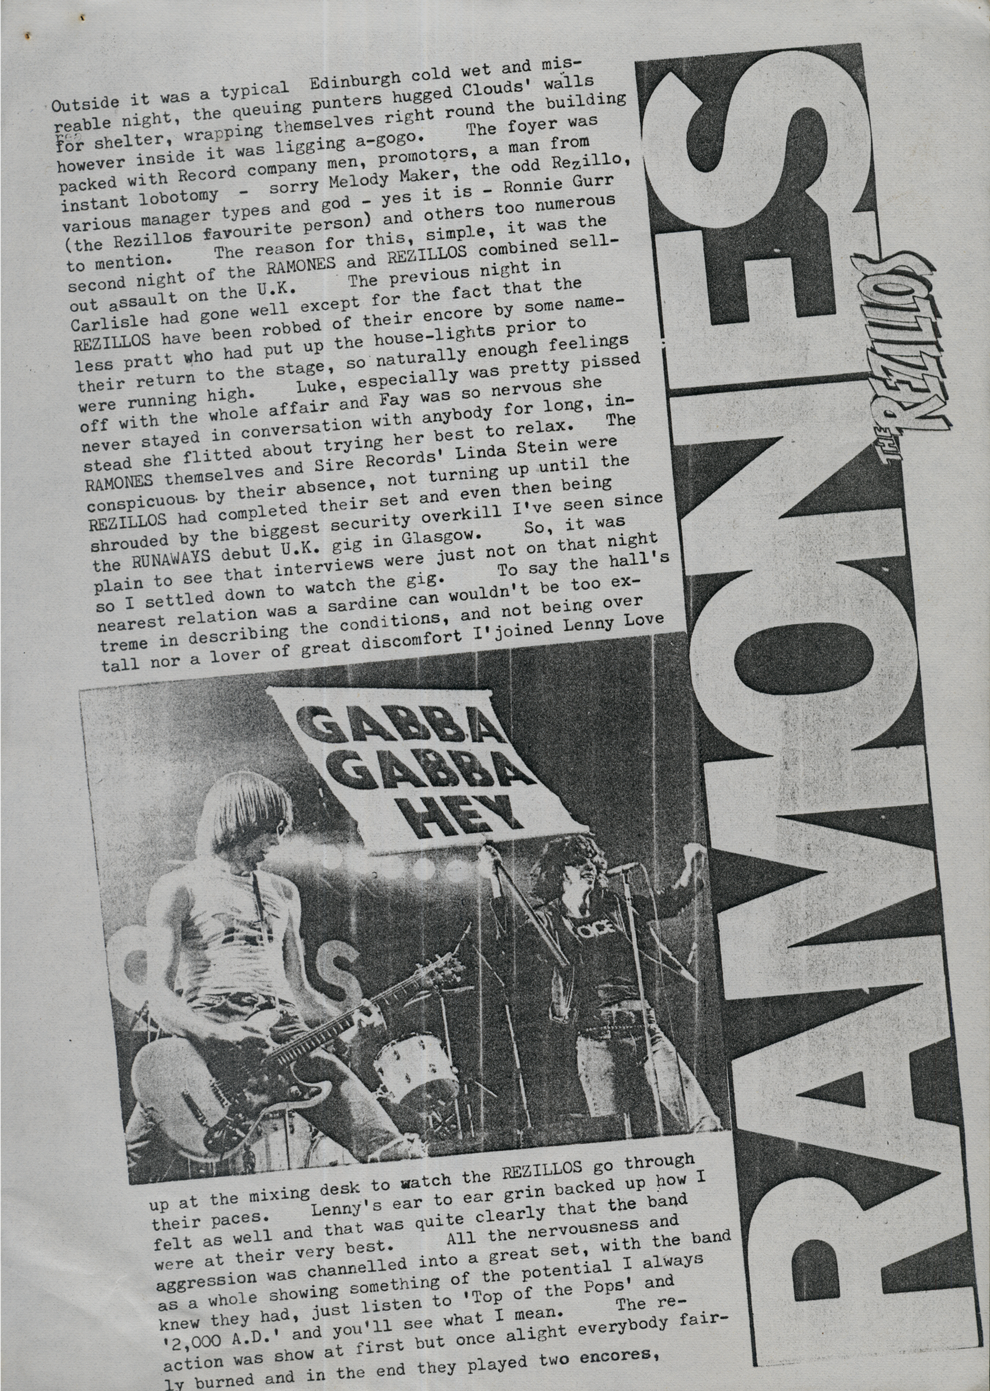 Outside it was a typical Edinburgh cold wet and mis-
reable night, the queuing punters hugged Clouds' walls
for shelter, wrapping themselves right round the building
however inside it was ligging a-gogo. The foyer was
packed with Record company men, promotors, a man from
instant lobotomy - sorry Melody Maker, the odd Rezillo,
various manager types and god - yes it is - Ronnie Gurr
(the Rezillos favourite person) and others too numerous
to mention. The reason for this, simple, it was the
second night of the RAMONES and REZILLOS combined sell-
out assault on the U.K. The previous night in
Carlisle had gone well except for the fact that the
REZILLOS have been robbed of their encore by some name-
less pratt who had put up the house-lights prior to
their return to the stage, so naturally enough feelings
were running high. Luke, especially was pretty pissed
off with the whole affair and Fay was so nervous she
never stayed in conversation with anybody for long, in-
stead she flitted about trying her best to relax. The
RAMONES themselves and Sire Records' Linda Stein were
conspicuous by their absence, not turning up until the
REZILLOS had completed their set and even then being
shrouded by the biggest security overkill I've seen since
the RUNAWAYS debut U.K. gig in Glasgow. So, it was
plain to see that interviews were just not on that night
so I settled down to watch the gig. To say the hall's
nearest relation was a sardine can wouldn't be too ex-
treme in describing the conditions, and not being over
tall nor a lover of great discomfort I'joined Lenny Love
GABBA
GABBA
HEY
up at the mixing desk to watch the REZILLOS go through
their paces. Lenny's ear to ear grin backed up how I
felt as well and that was quite clearly that the band
were at their very best. All the nervousness and
aggression was channelled into a great set, with the band
as a whole showing something of the potential I always
knew they had, just listen to 'Top of the Pops' and
'2,000 A.D.' and you'll see what I mean. The re-
action was show at first but once alight everybody fair-
ly burned and in the end they played two encores,
RAMONES
THE REZILLOS